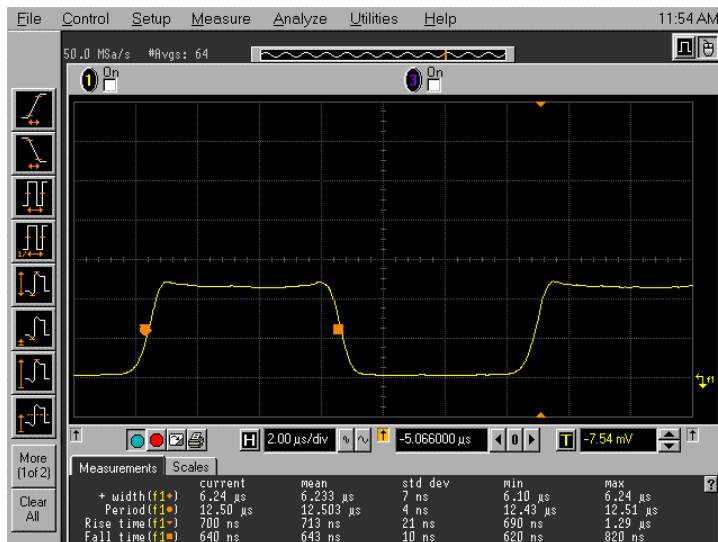 File Control Setup Measure Analyze Utilities Help 11:54 AM
50.0 MSa/s #Avgs: 64
1 On 3 On
1/
f1
More
(1of 2)
Clear
All
H 2.00 µs/div -5.066000 µs 0 T -7.54 mV
Measurements Scales
?
current mean std dev min max
+ width(f1) 6.24 µs 6.233 µs 7 ns 6.10 µs 6.24 µs
Period(f1) 12.50 µs 12.503 µs 4 ns 12.43 µs 12.51 µs
Rise time(f1) 700 ns 713 ns 21 ns 690 ns 1.29 µs
Fall time(f1) 640 ns 643 ns 10 ns 620 ns 820 ns